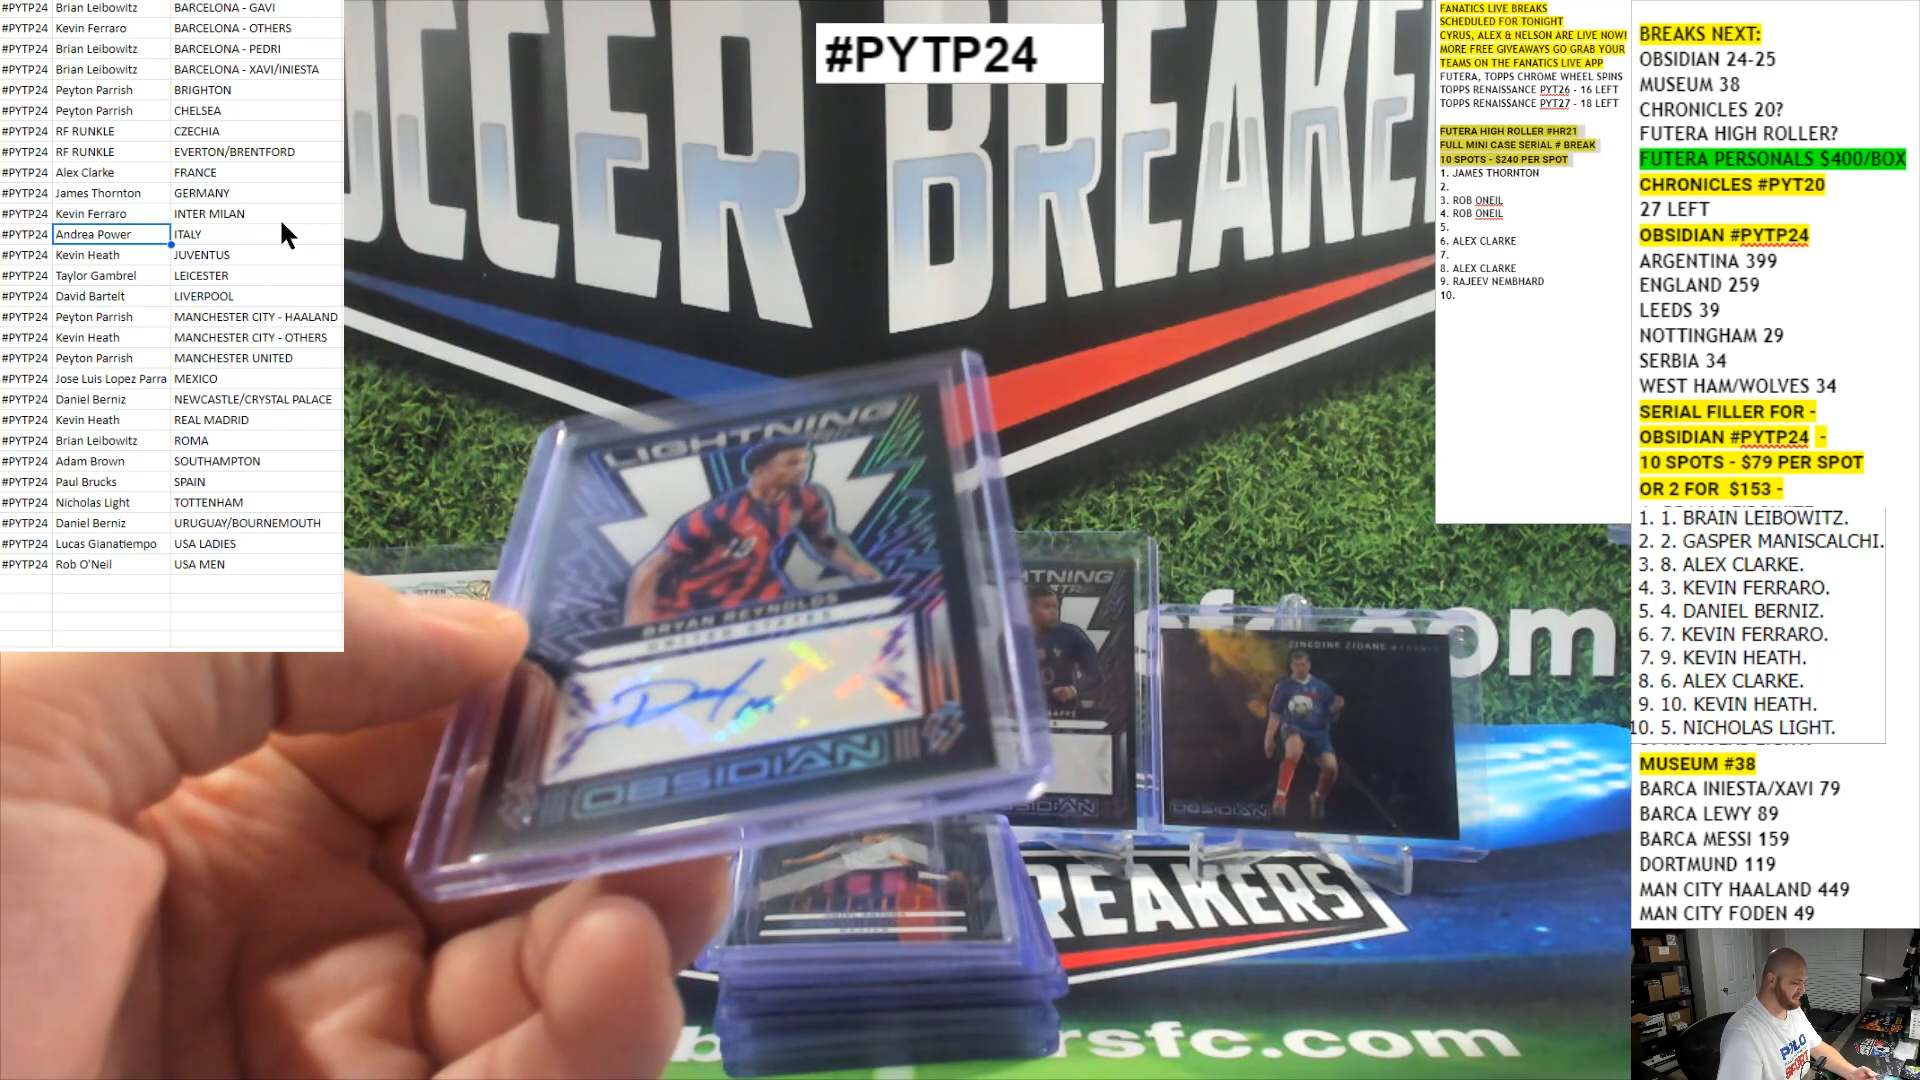 #PYTP24 Brian Leibowitz BARCELONA - GAVI
#PYTP24 Kevin Ferraro BARCELONA - OTHERS
#PYTP24 Brian Leibowitz BARCELONA - PEDRI
#PYTP24 Brian Leibowitz BARCELONA - XAVI/INIESTA
#PYTP24 Peyton Parrish BRIGHTON
#PYTP24 Peyton Parrish CHELSEA
#PYTP24 RF RUNKLE CZECHIA
#PYTP24 RF RUNKLE EVERTON/BRENTFORD
#PYTP24 Alex Clarke FRANCE
#PYTP24 James Thornton GERMANY
#PYTP24 Kevin Ferraro INTER MILAN
#PYTP24 Andrea Power ITALY
#PYTP24 Kevin Heath JUVENTUS
#PYTP24 Taylor Gambrel LEICESTER
#PYTP24 David Bartelt LIVERPOOL
#PYTP24 Peyton Parrish MANCHESTER CITY - HAALAND
#PYTP24 Kevin Heath MANCHESTER CITY - OTHERS
#PYTP24 Peyton Parrish MANCHESTER UNITED
#PYTP24 Jose Luis Lopez Parra MEXICO
#PYTP24 Daniel Berniz NEWCASTLE/CRYSTAL PALACE
#PYTP24 Kevin Heath REAL MADRID
#PYTP24 Brian Leibowitz ROMA
#PYTP24 Adam Brown SOUTHAMPTON
#PYTP24 Paul Brucks SPAIN
#PYTP24 Nicholas Light TOTTENHAM
#PYTP24 Daniel Berniz URUGUAY/BOURNEMOUTH
#PYTP24 Lucas Gianatiempo USA LADIES
#PYTP24 Rob O'Neil USA MEN
#PYTP24
SOCCER BREAKE
LIGHTNING
BRYAN REYNOLDS
UNITED STATES
OBSIDIAN
ZINEDINE ZIDANE
OBSIDIAN
sfc.com
REAKERS
rsfc.com
FANATICS LIVE BREAKS
SCHEDULED FOR TONIGHT
CYRUS, ALEX & NELSON ARE LIVE NOW!
MORE FREE GIVEAWAYS GO GRAB YOUR
TEAMS ON THE FANATICS LIVE APP
FUTERA, TOPPS CHROME WHEEL SPINS
TOPPS RENAISSANCE PYT26 - 16 LEFT
TOPPS RENAISSANCE PYT27 - 18 LEFT
FUTERA HIGH ROLLER #HR21
FULL MINI CASE SERIAL # BREAK
10 SPOTS - $240 PER SPOT
1. JAMES THORNTON
2.
3. ROB ONEIL
4. ROB ONEIL
5.
6. ALEX CLARKE
7.
8. ALEX CLARKE
9. RAJEEV NEMBHARD
10.
BREAKS NEXT:
OBSIDIAN 24-25
MUSEUM 38
CHRONICLES 20?
FUTERA HIGH ROLLER?
FUTERA PERSONALS $400/BOX
CHRONICLES #PYT20
27 LEFT
OBSIDIAN #PYTP24
ARGENTINA 399
ENGLAND 259
LEEDS 39
NOTTINGHAM 29
SERBIA 34
WEST HAM/WOLVES 34
SERIAL FILLER FOR -
OBSIDIAN #PYTP24 -
10 SPOTS - $79 PER SPOT
OR 2 FOR $153 -
1. 1. BRAIN LEIBOWITZ.
2. 2. GASPER MANISCALCHI.
3. 8. ALEX CLARKE.
4. 3. KEVIN FERRARO.
5. 4. DANIEL BERNIZ.
6. 7. KEVIN FERRARO.
7. 9. KEVIN HEATH.
8. 6. ALEX CLARKE.
9. 10. KEVIN HEATH.
10. 5. NICHOLAS LIGHT.
MUSEUM #38
BARCA INIESTA/XAVI 79
BARCA LEWY 89
BARCA MESSI 159
DORTMUND 119
MAN CITY HAALAND 449
MAN CITY FODEN 49